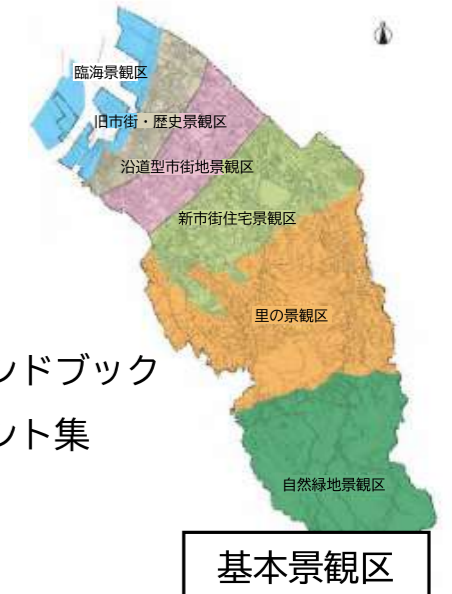 臨海景観区
旧市街・歴史景観区
沿道型市街地景観区
新市街住宅景観区
里の景観区
ンドブック
ント集
自然緑地景観区
基本景観区